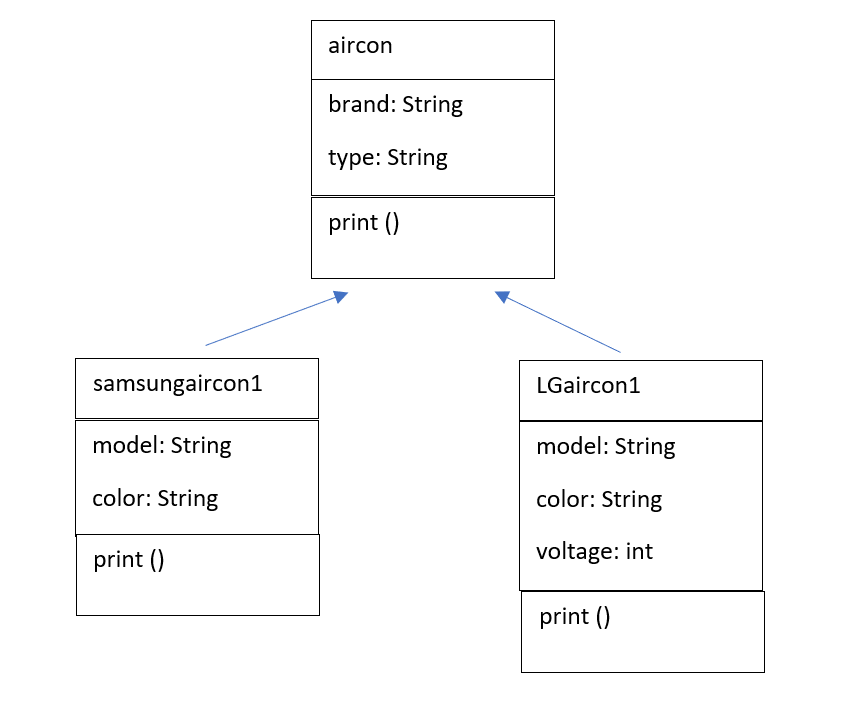 aircon
brand: String
type: String
print ()
samsungaircon1
model: String
color: String
print ()
LGaircon1
model: String
color: String
voltage: int
print ()